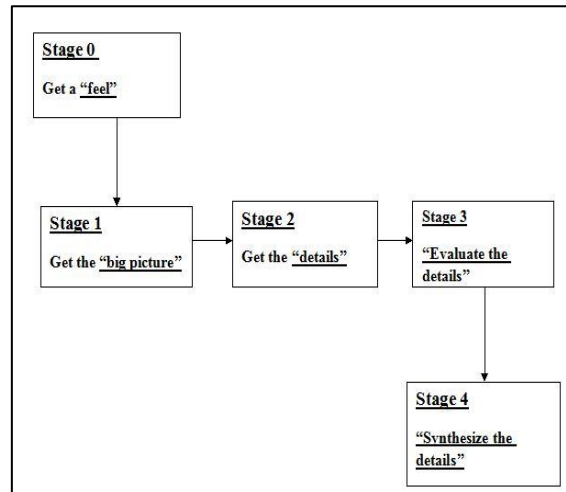 Stage 0
Get a “feel”
Stage 1
Get the “big picture”
Stage 2
Get the “details”
Stage 3
“Evaluate the
details”
Stage 4
“Synthesize the
details”